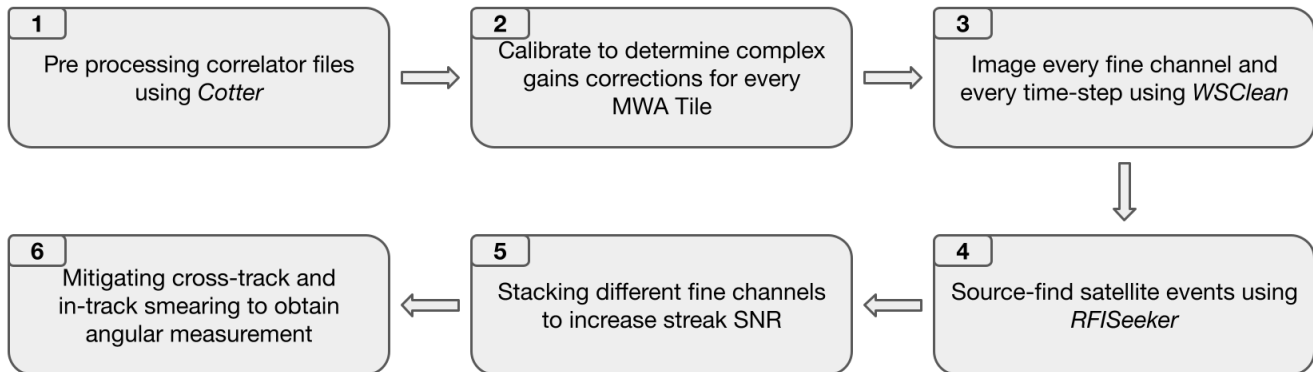 1
Pre processing correlator files
using Cotter
2
Calibrate to determine complex
gains corrections for every
MWA Tile
3
Image every fine channel and
every time-step using WSClean
4
Source-find satellite events using
RFISeeker
5
Stacking different fine channels
to increase streak SNR
6
Mitigating cross-track and
in-track smearing to obtain
angular measurement